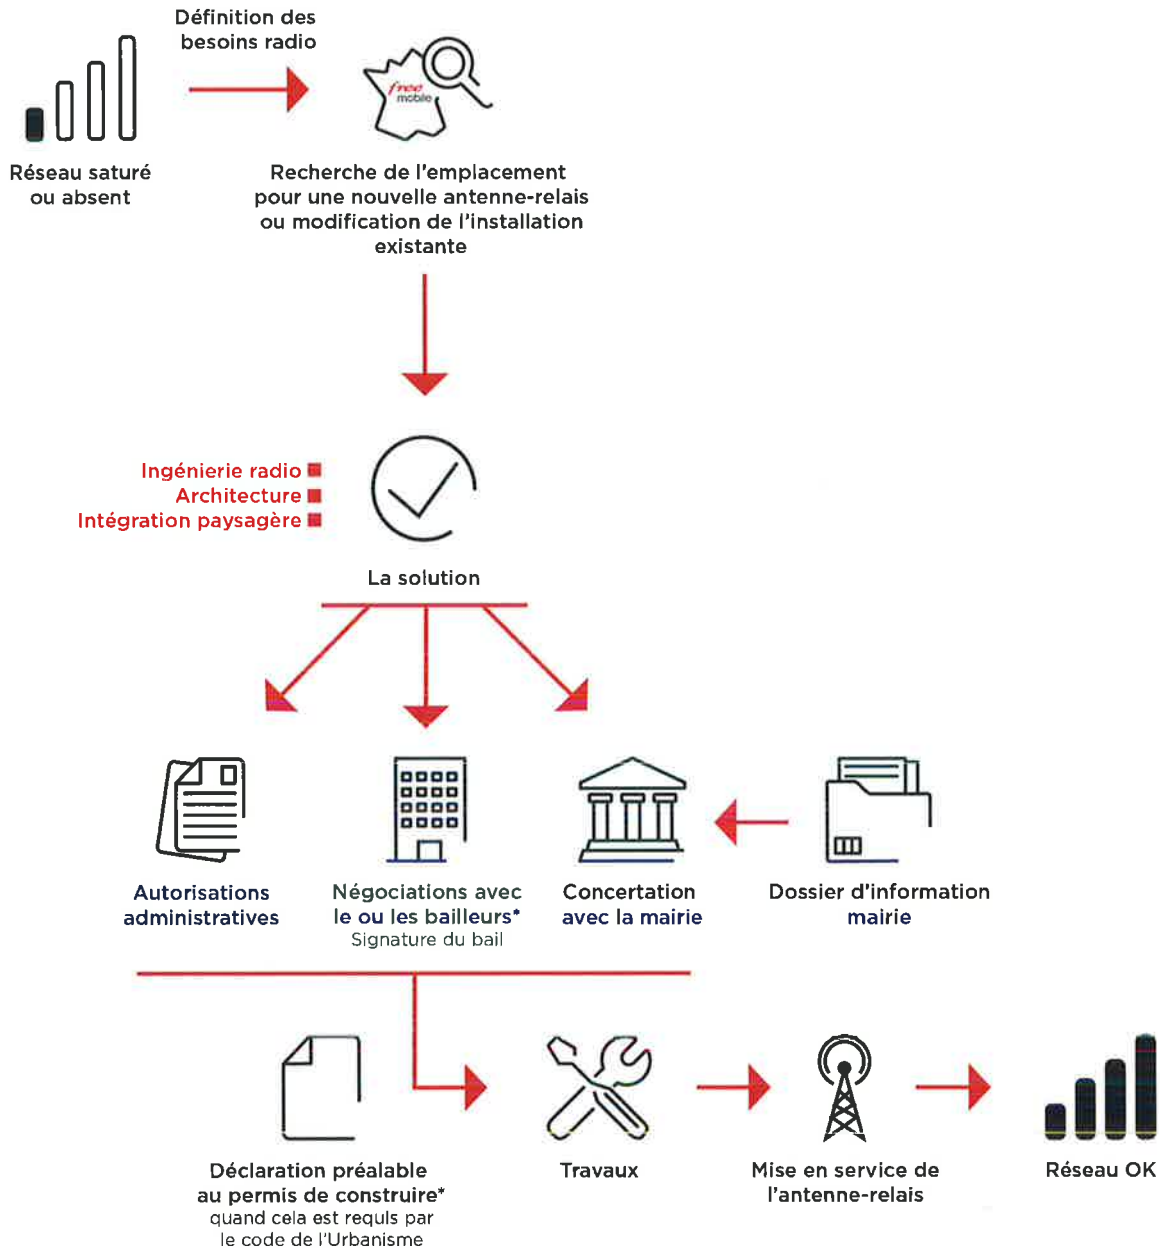 Définition des
besoins radio
free
mobile
Réseau saturé
ou absent
Recherche de l'emplacement
pour une nouvelle antenne-relais
ou modification de l'installation
existante
Ingénierie radio
Architecture
Intégration paysagère
La solution
Autorisations
administratives
Négociations avec
le ou les bailleurs*
Signature du bail
Concertation
avec la mairie
Dossier d'information
mairie
Déclaration préalable
au permis de construire*
quand cela est requis par
le code de l'Urbanisme
Travaux
Mise en service de
l'antenne-relais
Réseau OK